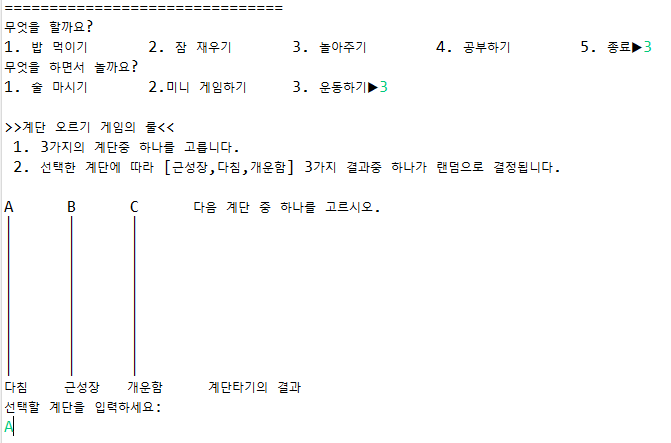 ===============================
무엇을 할까요?
1. 밥 먹이기 2. 잠 재우기 3. 놀아주기 4. 공부하기 5. 종료▶3
무엇을 하면서 놀까요?
1. 술 마시기 2.미니 게임하기 3. 운동하기▶3
>>계단 오르기 게임의 룰<<
1. 3가지의 계단중 하나를 고릅니다.
2. 선택한 계단에 따라 [근성장,다침,개운함] 3가지 결과중 하나가 랜덤으로 결정됩니다.
A B C 다음 계단 중 하나를 고르시오.
다침 근성장 개운함 계단타기의 결과
선택할 계단을 입력하세요:
A